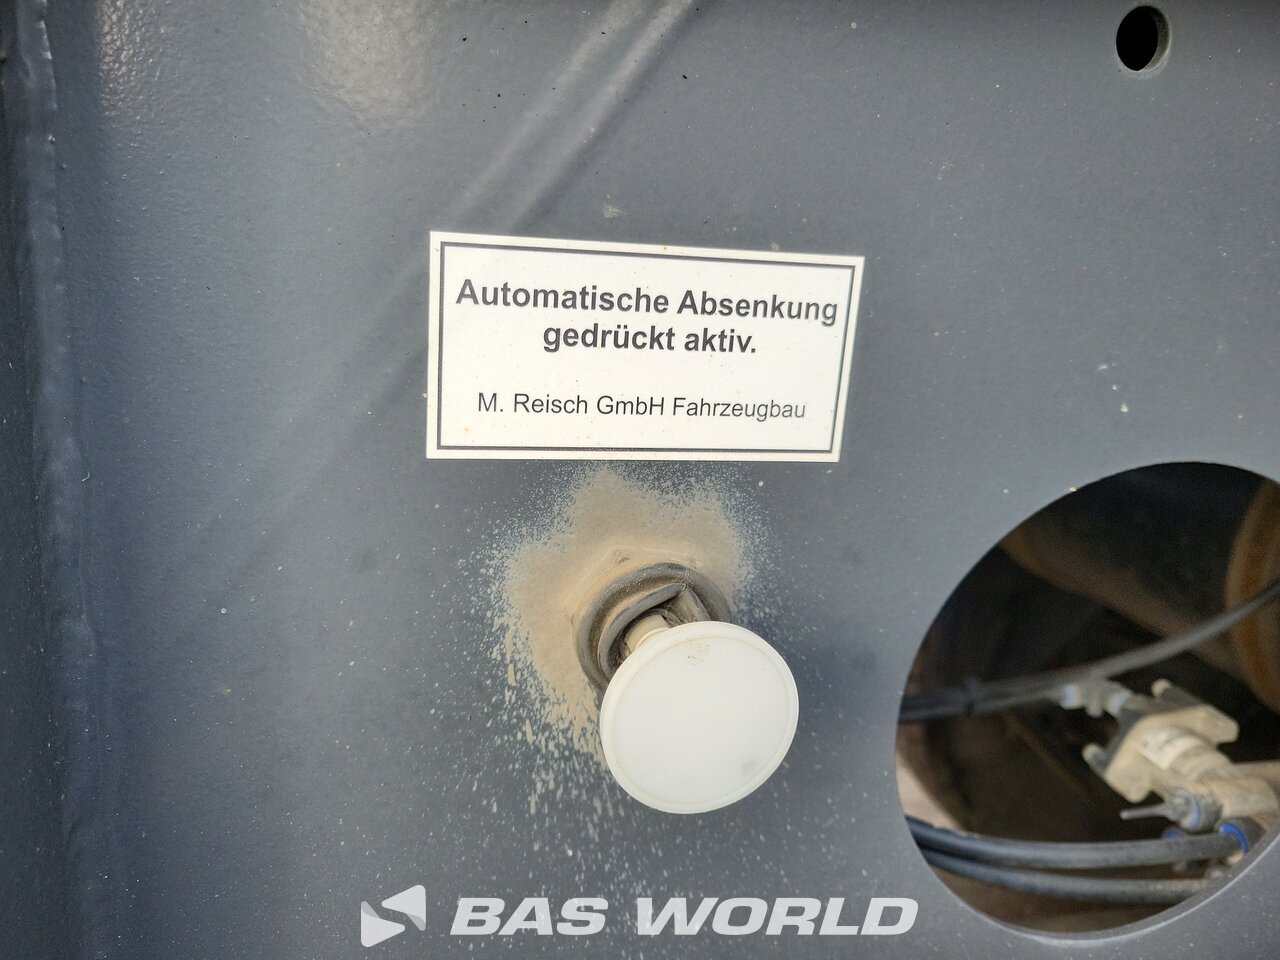 Automatische Absenkung
gedrückt aktiv.
M. Reisch GmbH Fahrzeugbau
BAS WORLD